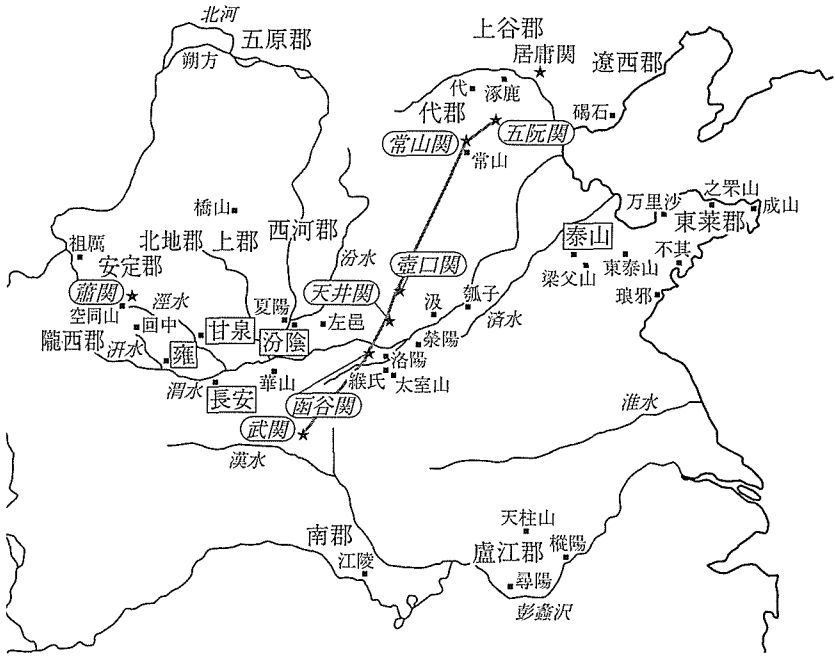 北河
五原郡
朔方
上谷郡
居庸関
遼西郡
代
涿鹿
代郡
碣石
五阮関
常山関
常山
橋山
西河郡
北地郡
上郡
汾水
祖厲
安定郡
蕭関
涇水
空同山
回中
汧水
隴西郡
雍
甘泉
夏陽
汾陰
左邑
天井関
壺口関
汲
瓠子
済水
滎陽
洛陽
緱氏
太室山
函谷関
武関
渭水
長安
華山
漢水
万里沙
之罘山
成山
東萊郡
泰山
梁父山
東泰山
不其
琅邪
淮水
南郡
江陵
天柱山
廬江郡
樅陽
尋陽
彭蠡沢